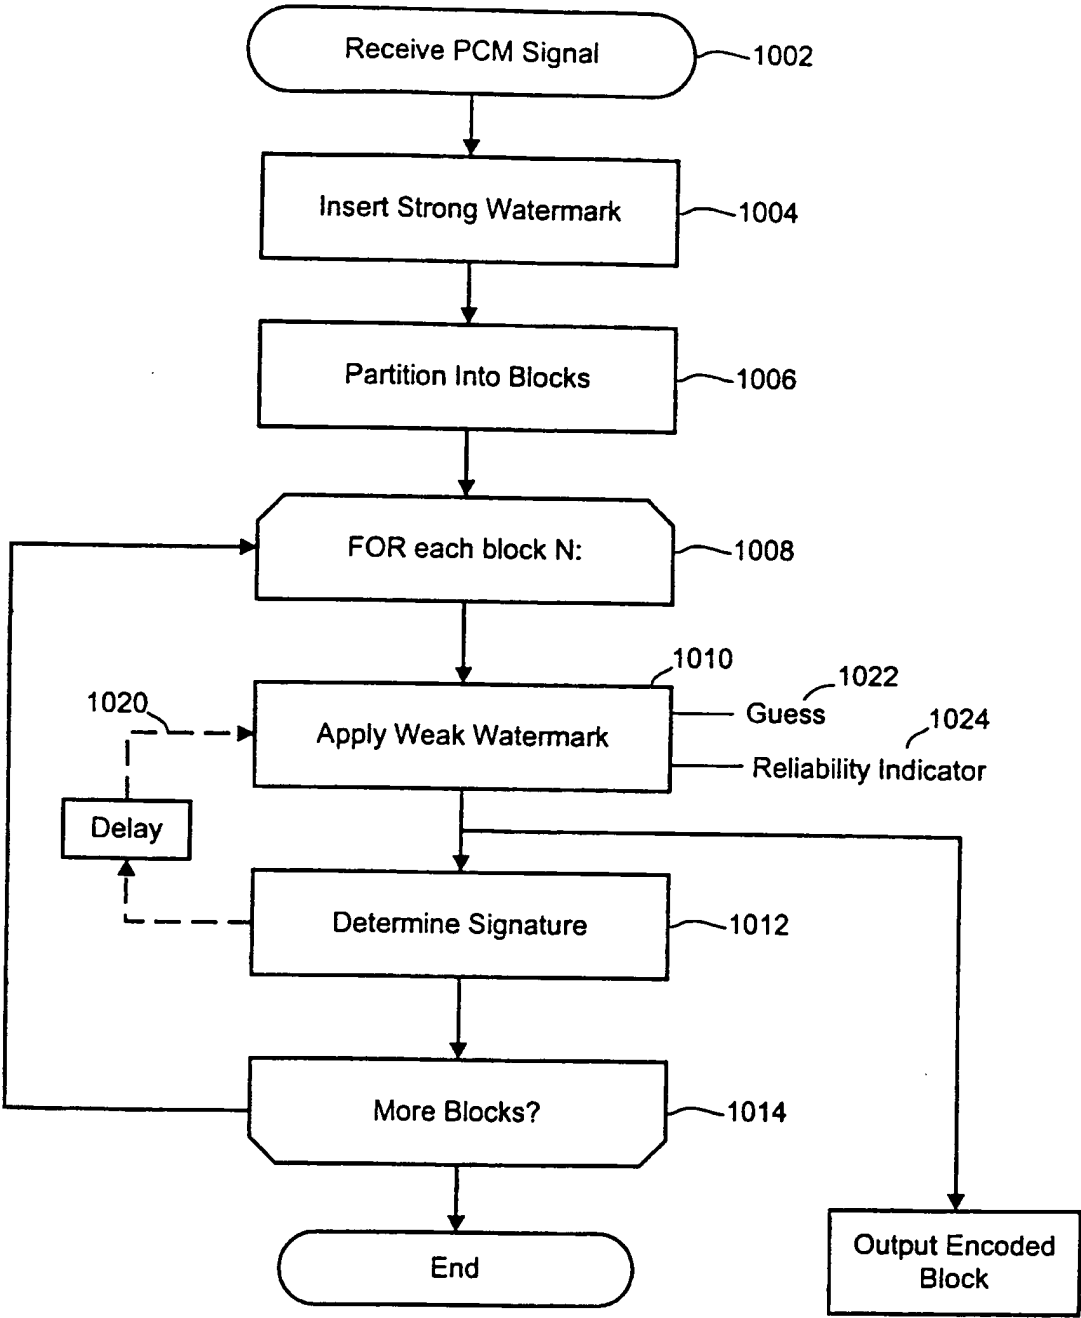 Receive PCM Signal
1002
Insert Strong Watermark
1004
Partition Into Blocks
1006
FOR each block N:
1008
1010
1022
1020
Guess
1024
Apply Weak Watermark
Reliability Indicator
Delay
Determine Signature
1012
More Blocks?
1014
End
Output Encoded
Block